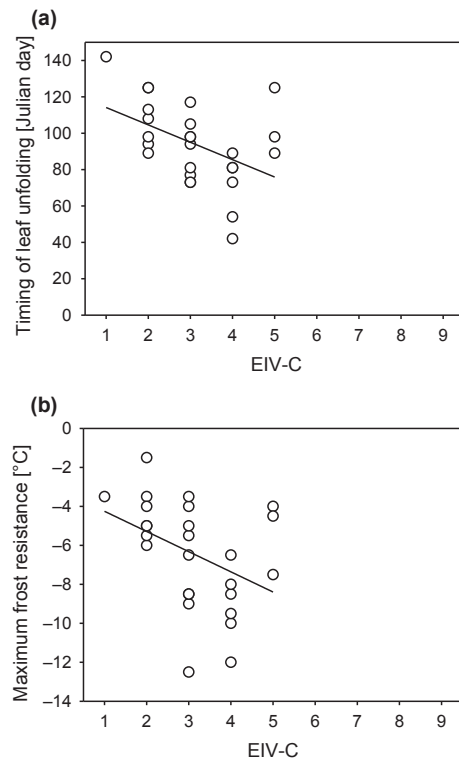 (a)
Timing of leaf unfolding [Julian day]
140
120
100
80
60
40
20
0
1 2 3 4 5 6 7 8 9
EIV-C
(b)
Maximum frost resistance [°C]
0
–2
–4
–6
–8
–10
–12
–14
1 2 3 4 5 6 7 8 9
EIV-C